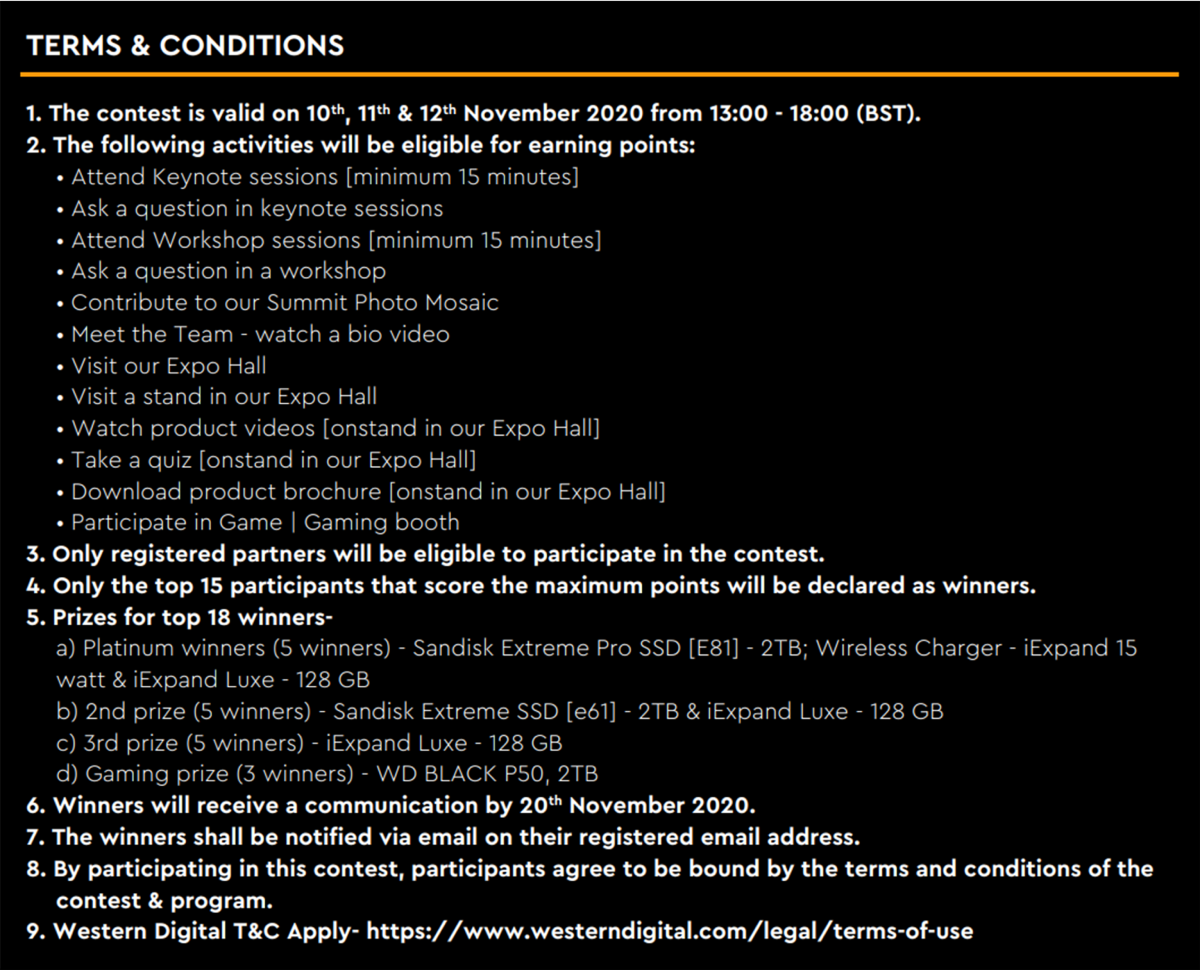 TERMS & CONDITIONS
1. The contest is valid on 10th, 11th & 12th November 2020 from 13:00 - 18:00 (BST).
2. The following activities will be eligible for earning points:
• Attend Keynote sessions [minimum 15 minutes]
• Ask a question in keynote sessions
• Attend Workshop sessions [minimum 15 minutes]
• Ask a question in a workshop
• Contribute to our Summit Photo Mosaic
• Meet the Team - watch a bio video
• Visit our Expo Hall
• Visit a stand in our Expo Hall
• Watch product videos [onstand in our Expo Hall]
• Take a quiz [onstand in our Expo Hall]
• Download product brochure [onstand in our Expo Hall]
• Participate in Game | Gaming booth
3. Only registered partners will be eligible to participate in the contest.
4. Only the top 15 participants that score the maximum points will be declared as winners.
5. Prizes for top 18 winners-
a) Platinum winners (5 winners) - Sandisk Extreme Pro SSD [E81] - 2TB; Wireless Charger - iExpand 15
watt & iExpand Luxe - 128 GB
b) 2nd prize (5 winners) - Sandisk Extreme SSD [e61] - 2TB & iExpand Luxe - 128 GB
c) 3rd prize (5 winners) - iExpand Luxe - 128 GB
d) Gaming prize (3 winners) - WD BLACK P50, 2TB
6. Winners will receive a communication by 20th November 2020.
7. The winners shall be notified via email on their registered email address.
8. By participating in this contest, participants agree to be bound by the terms and conditions of the
contest & program.
9. Western Digital T&C Apply- https://www.westerndigital.com/legal/terms-of-use